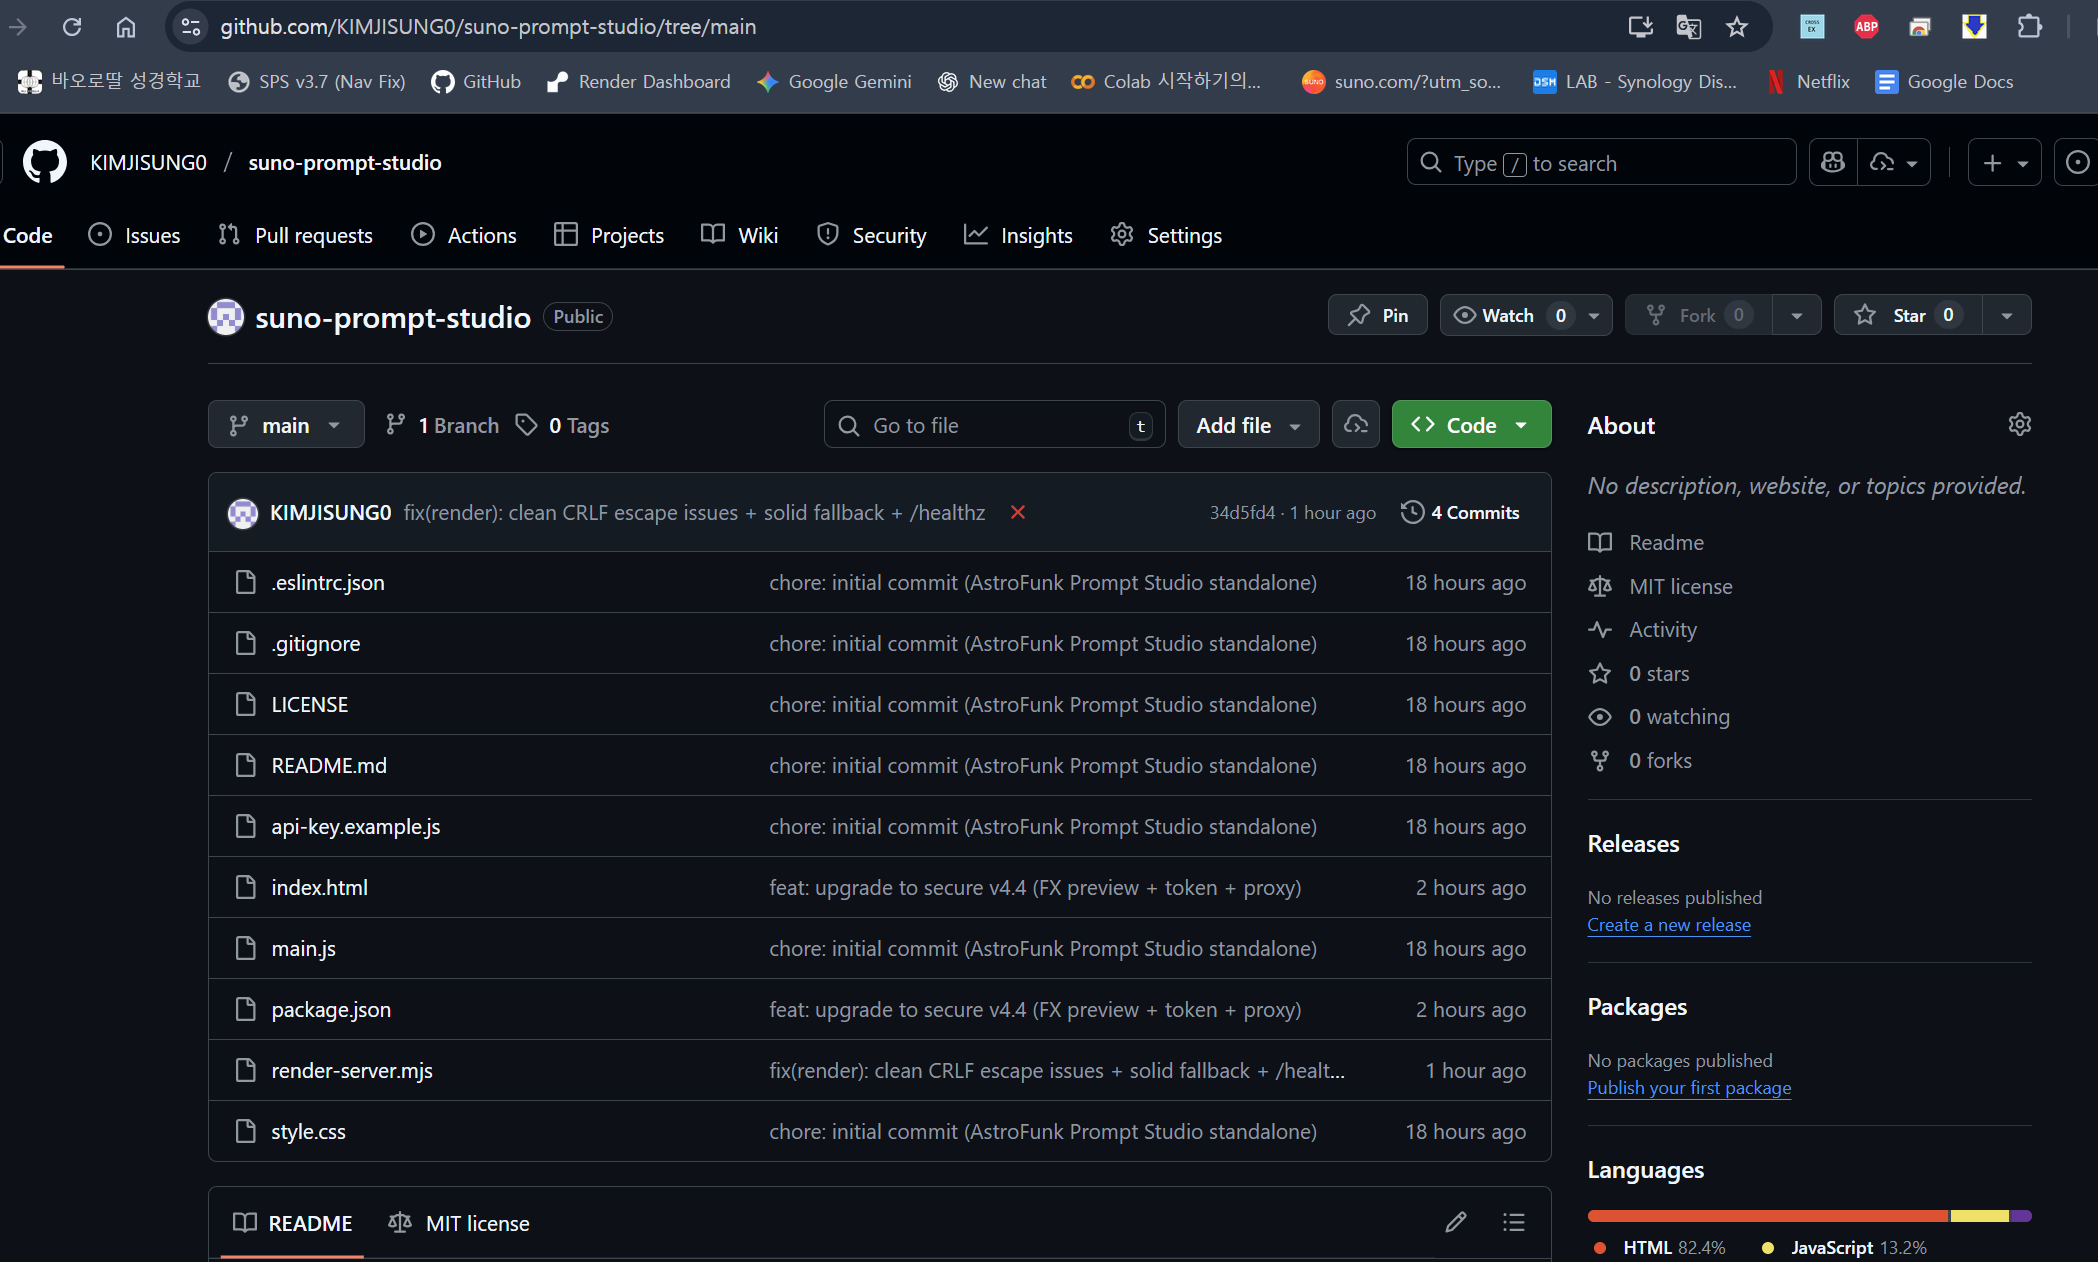 github.com/KIMJISUNG0/suno-prompt-studio/tree/main
바오로딸 성경학교
SPS v3.7 (Nav Fix)
GitHub
Render Dashboard
Google Gemini
New chat
Colab 시작하기의...
suno.com/?utm_so...
LAB - Synology Dis...
Netflix
Google Docs
KIMJISUNG0 / suno-prompt-studio
Type / to search
Code
Issues
Pull requests
Actions
Projects
Wiki
Security
Insights
Settings
suno-prompt-studio Public
Pin
Watch 0
Fork 0
Star 0
main
1 Branch
0 Tags
Go to file
t
Add file
Code
KIMJISUNG0 fix(render): clean CRLF escape issues + solid fallback + /healthz
34d5fd4 · 1 hour ago
4 Commits
.eslintrc.json chore: initial commit (AstroFunk Prompt Studio standalone) 18 hours ago
.gitignore chore: initial commit (AstroFunk Prompt Studio standalone) 18 hours ago
LICENSE chore: initial commit (AstroFunk Prompt Studio standalone) 18 hours ago
README.md chore: initial commit (AstroFunk Prompt Studio standalone) 18 hours ago
api-key.example.js chore: initial commit (AstroFunk Prompt Studio standalone) 18 hours ago
index.html feat: upgrade to secure v4.4 (FX preview + token + proxy) 2 hours ago
main.js chore: initial commit (AstroFunk Prompt Studio standalone) 18 hours ago
package.json feat: upgrade to secure v4.4 (FX preview + token + proxy) 2 hours ago
render-server.mjs fix(render): clean CRLF escape issues + solid fallback + /healt... 1 hour ago
style.css chore: initial commit (AstroFunk Prompt Studio standalone) 18 hours ago
README
MIT license
About
No description, website, or topics provided.
Readme
MIT license
Activity
0 stars
0 watching
0 forks
Releases
No releases published
Create a new release
Packages
No packages published
Publish your first package
Languages
HTML 82.4%
JavaScript 13.2%
CROSS
EX
ABP
SUNO
DSM